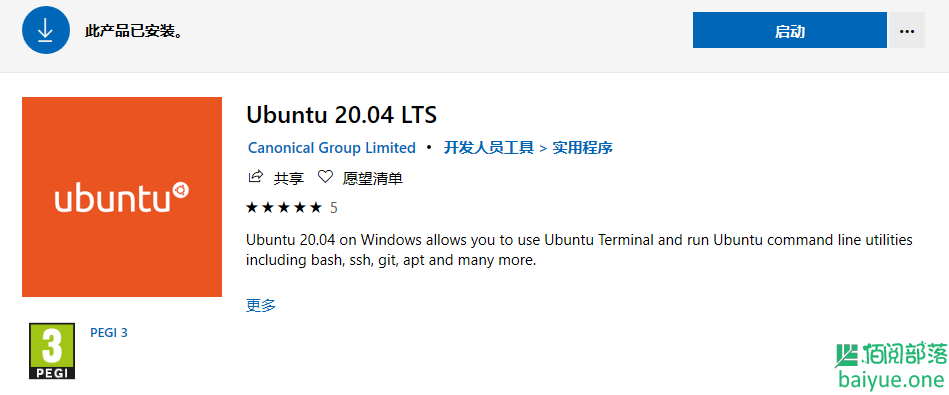 此产品已安装。
启动
Ubuntu 20.04 LTS
Canonical Group Limited • 开发人员工具 > 实用程序
共享 愿望清单
★★★★★ 5
ubuntu
Ubuntu 20.04 on Windows allows you to use Ubuntu Terminal and run Ubuntu command line utilities
including bash, ssh, git, apt and many more.
更多
3
PEGI
PEGI 3
佰阅部落
baiyue.one